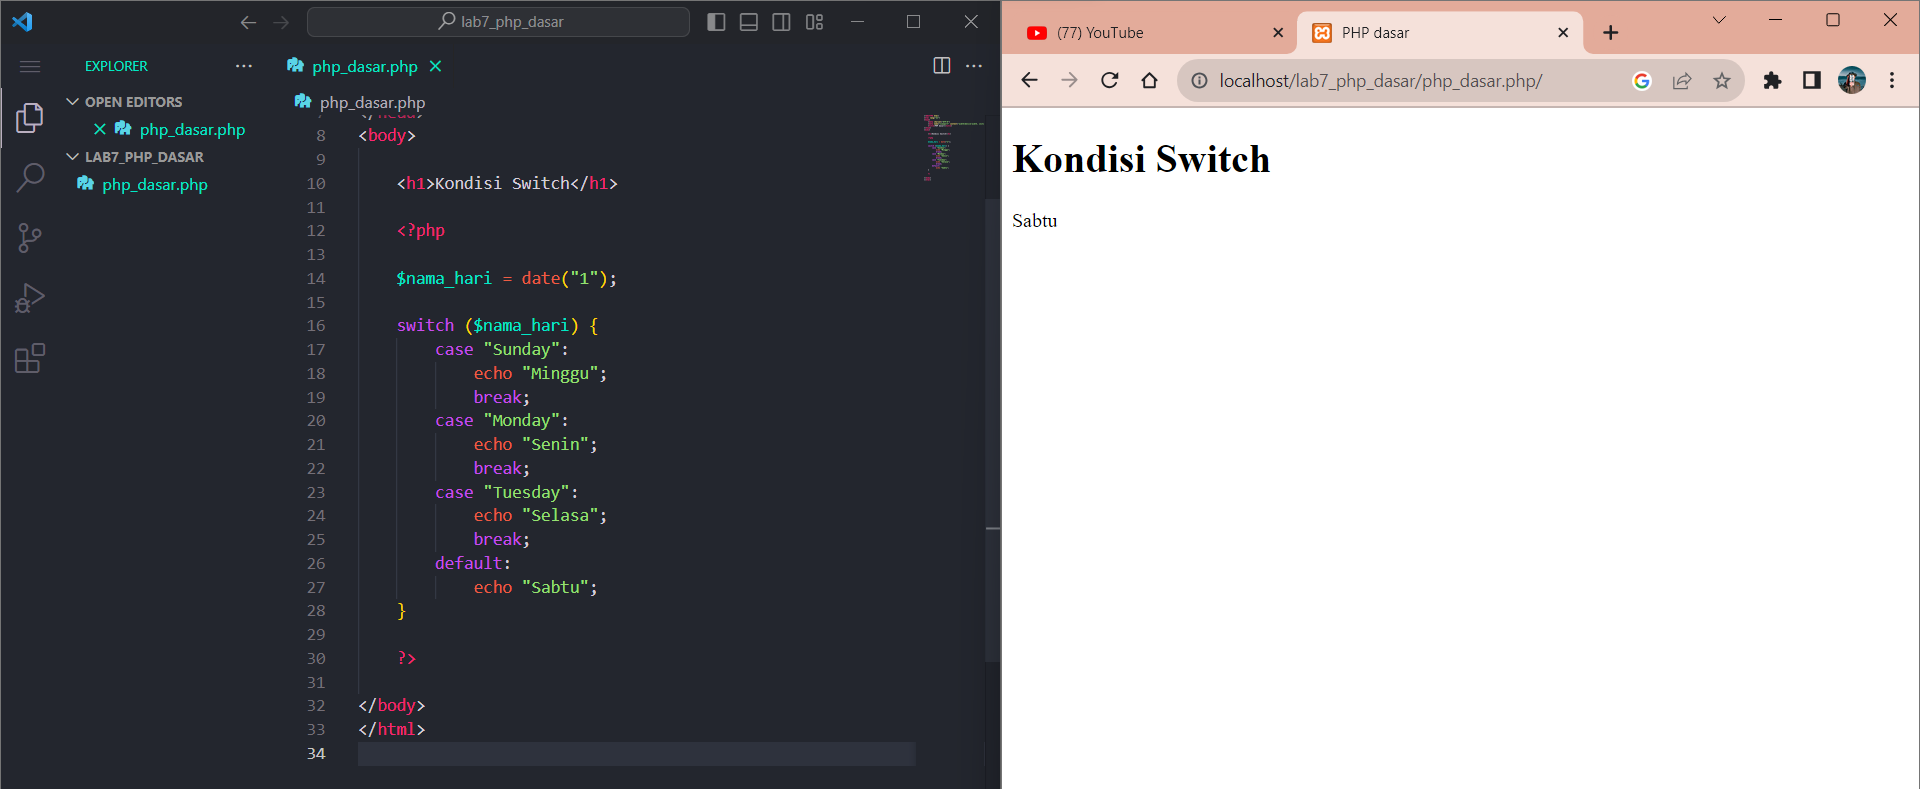 lab7_php_dasar
EXPLORER
OPEN EDITORS
php_dasar.php
LAB7_PHP_DASAR
php_dasar.php
php_dasar.php
php_dasar.php
8 <body>
9
10 <h1>Kondisi Switch</h1>
11
12 <?php
13
14 $nama_hari = date("1");
15
16 switch ($nama_hari) {
17 case "Sunday":
18 echo "Minggu";
19 break;
20 case "Monday":
21 echo "Senin";
22 break;
23 case "Tuesday":
24 echo "Selasa";
25 break;
26 default:
27 echo "Sabtu";
28 }
29
30 ?>
31
32 </body>
33 </html>
34
(77) YouTube
PHP dasar
localhost/lab7_php_dasar/php_dasar.php/
Kondisi Switch
Sabtu